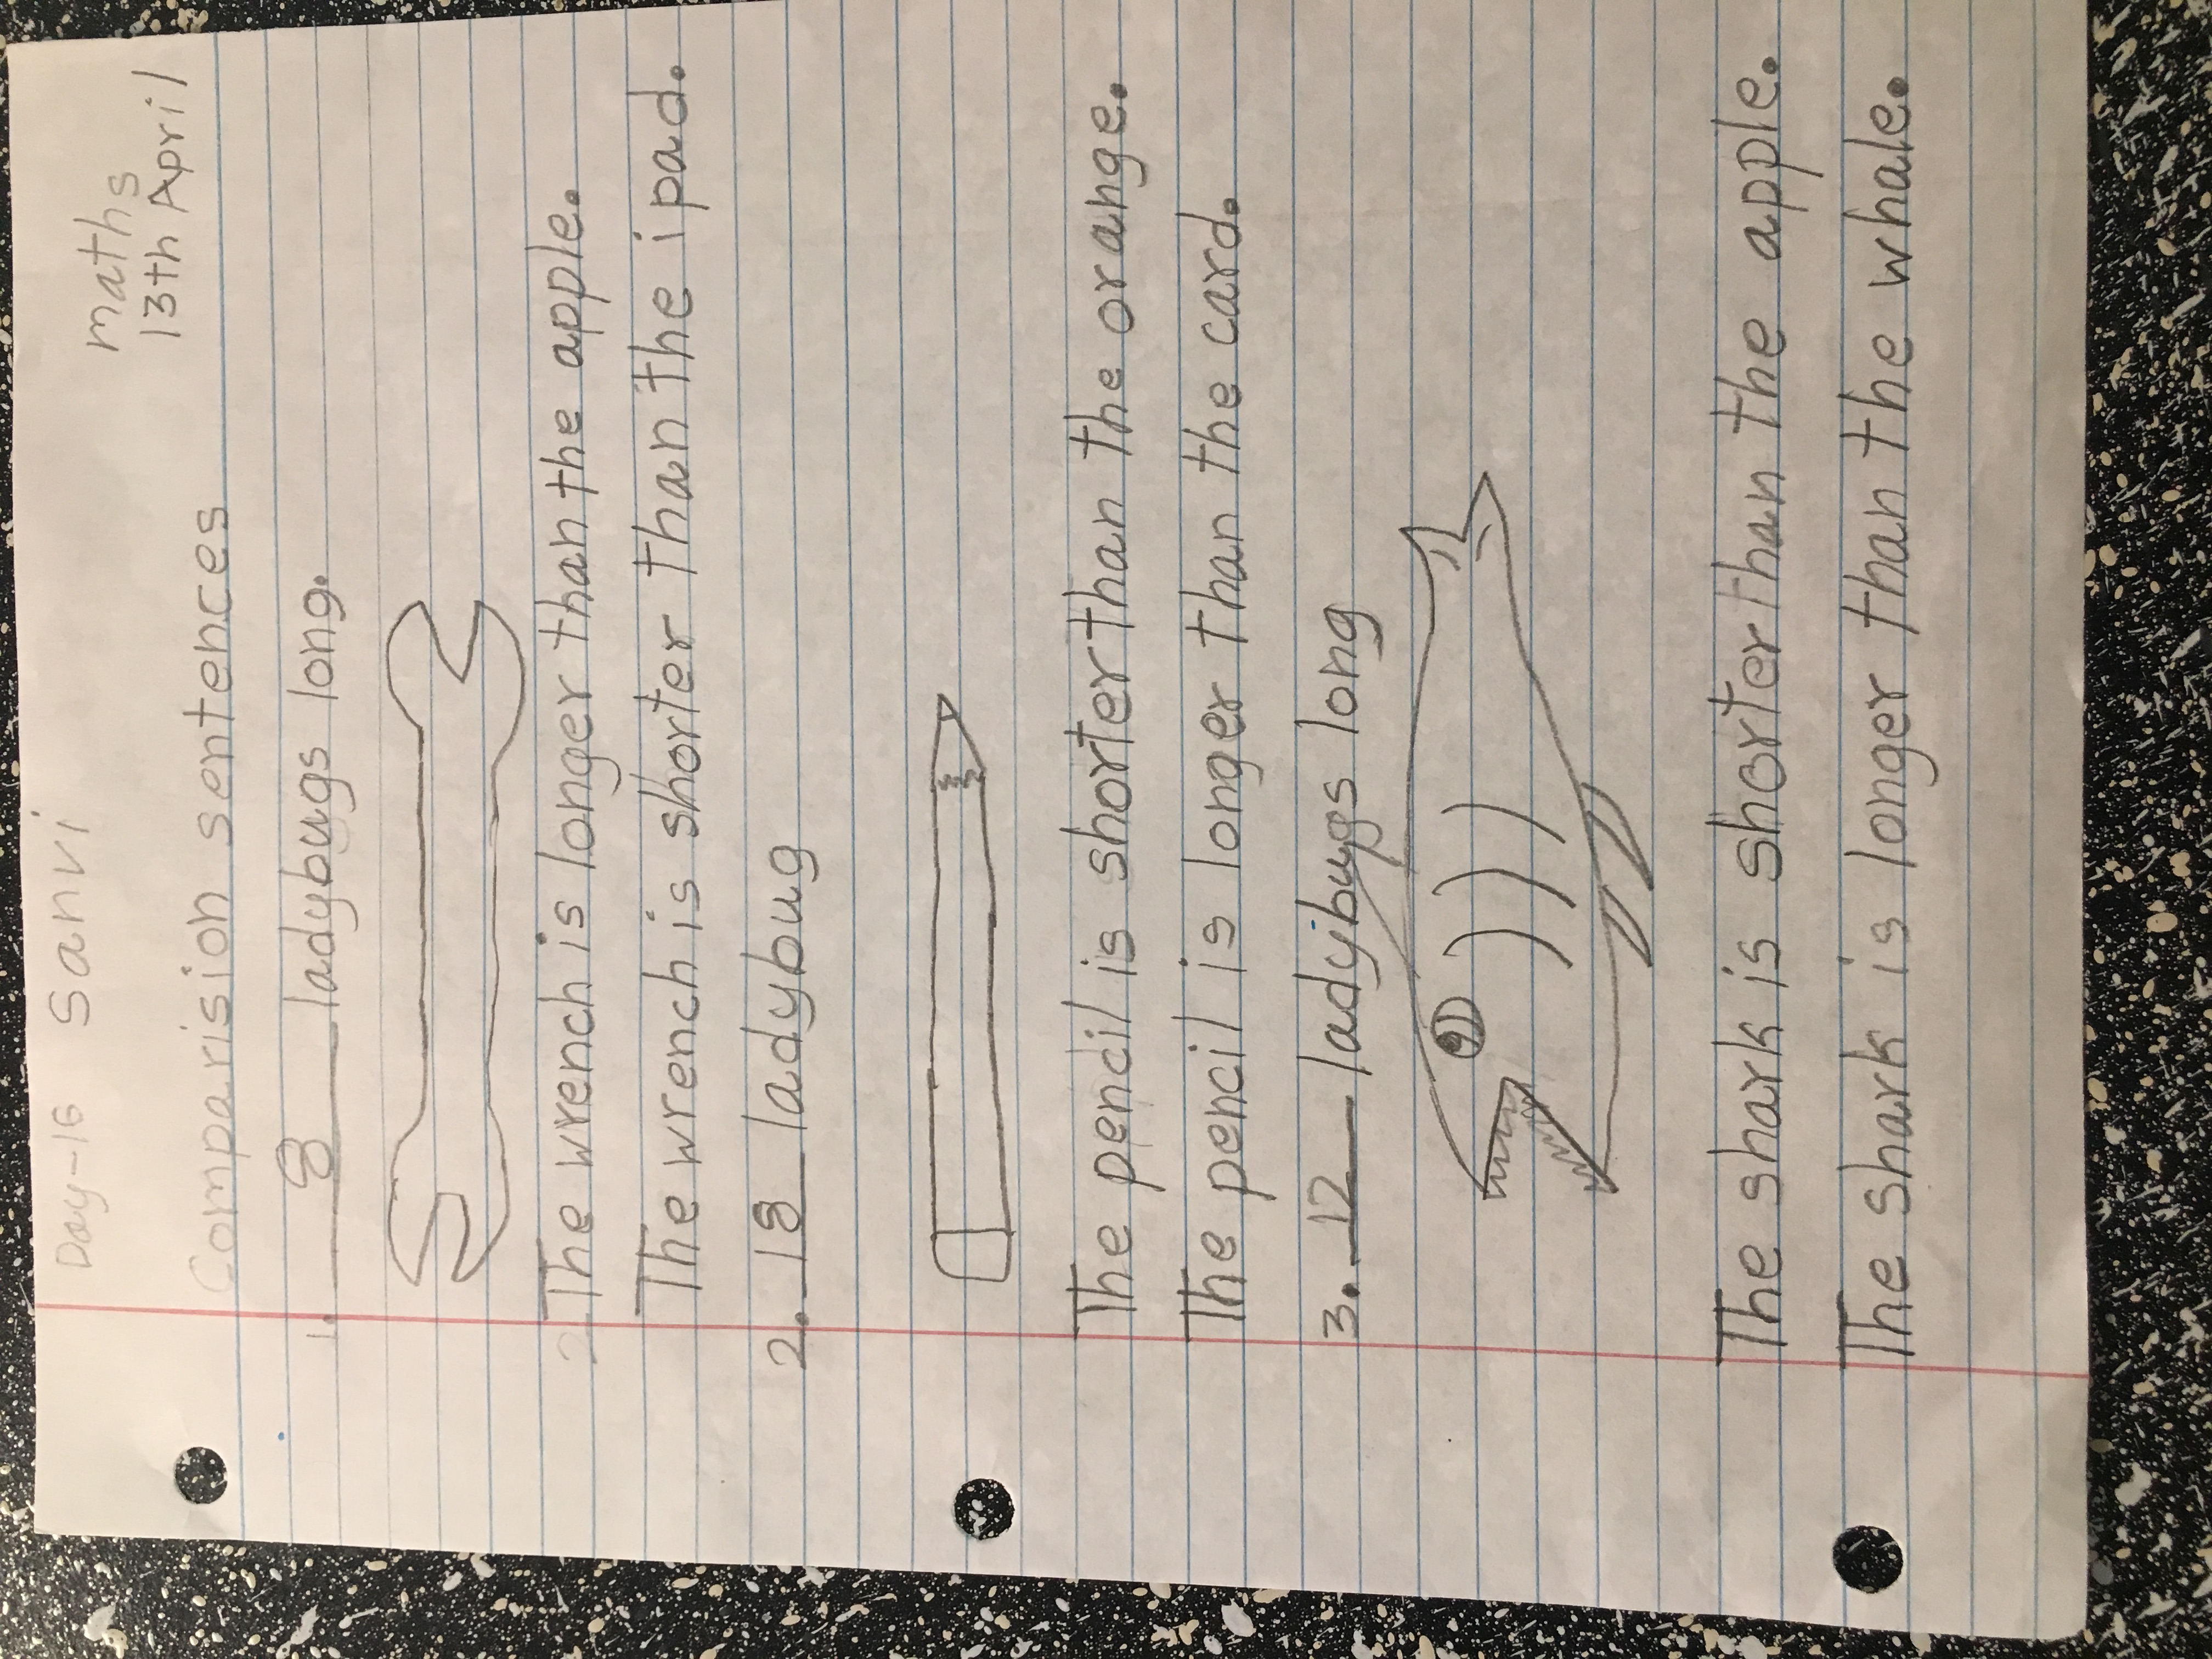 Day-16 Sanvi
maths
13th April
Comparision sentences
1. 8 ladybugs long.
The wrench is longer than the apple.
The wrench is shorter than the ipad.
2. 18 ladybug
The pencil is shorter than the orange.
The pencil is longer than the card.
3. 12 ladybugs long
The shark is shorter than the apple.
The shark is longer than the whale.